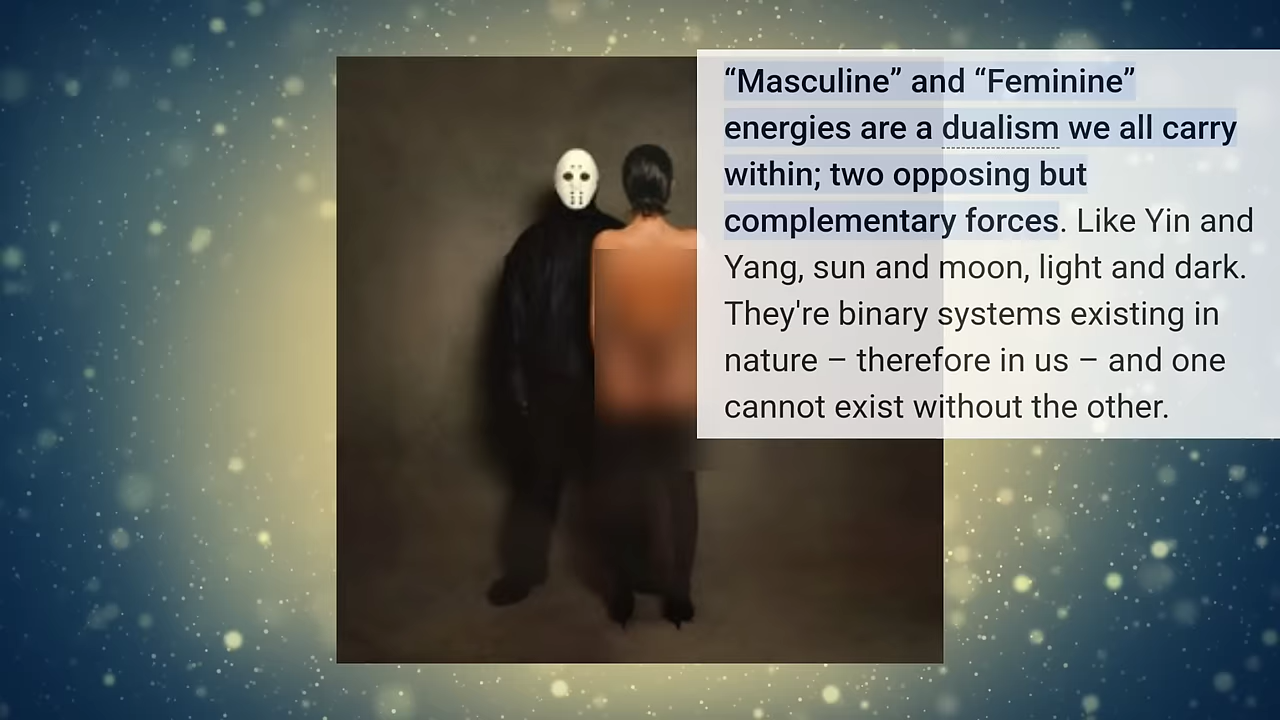 “Masculine” and “Feminine”
energies are a dualism we all carry
within; two opposing but
complementary forces. Like Yin and
Yang, sun and moon, light and dark.
They're binary systems existing in
nature – therefore in us – and one
cannot exist without the other.